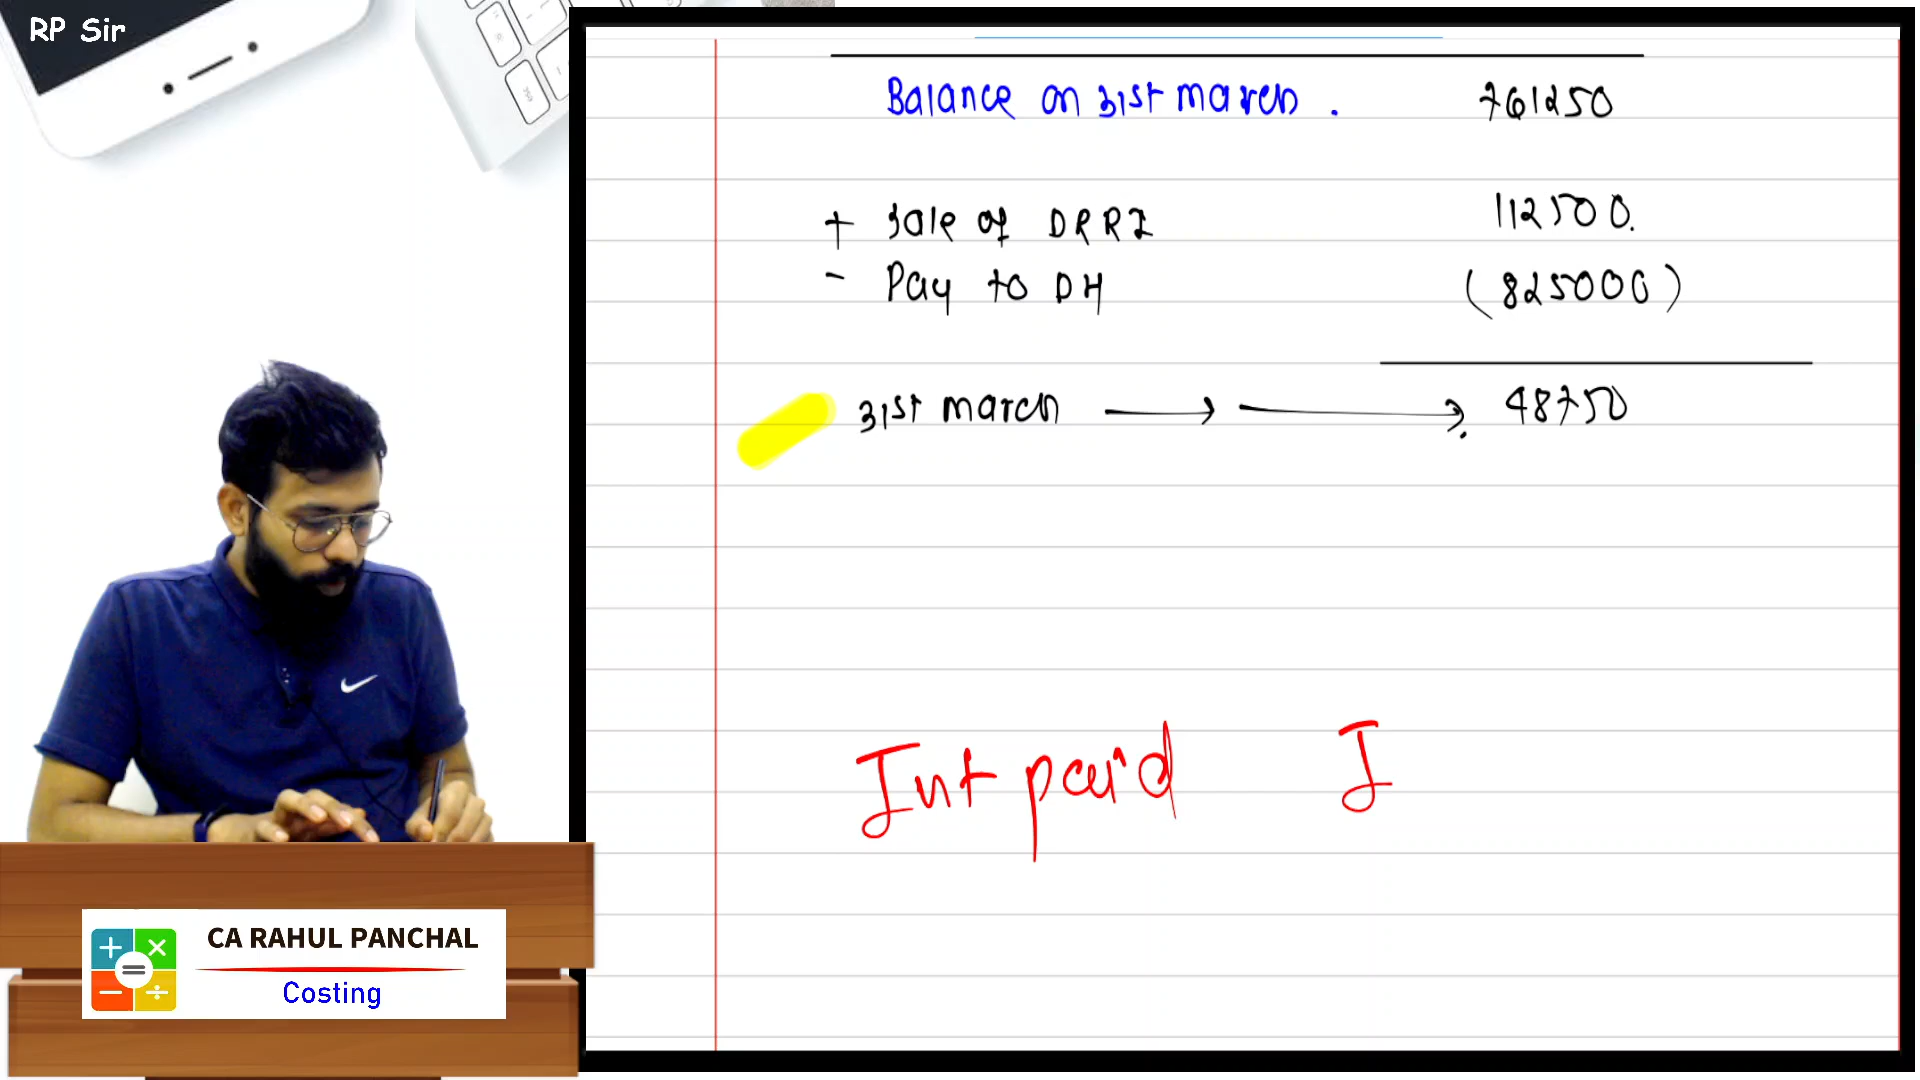 RP Sir
Balance on 31st march . 761250
+ Sale of DRRI 112500.
- Pay to DH (825000)
31st march 48750
Int paid I
CA RAHUL PANCHAL
Costing